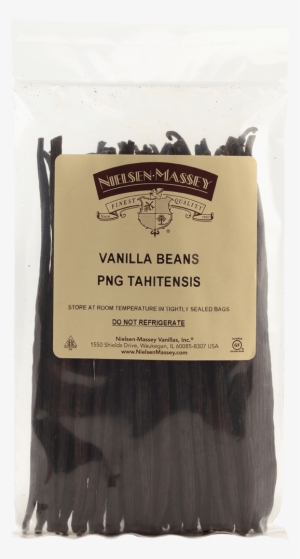 NIELSEN-MASSEY
FINEST QUALITY
VANILLA BEANS
PNG TAHITENSIS
STORE AT ROOM TEMPERATURE IN TIGHTLY SEALED BAGS
DO NOT REFRIGERATE
Nielsen-Massey Vanillas, Inc.®
1550 Shields Drive, Waukegan, IL 60085-8307 USA
www.NielsenMassey.com